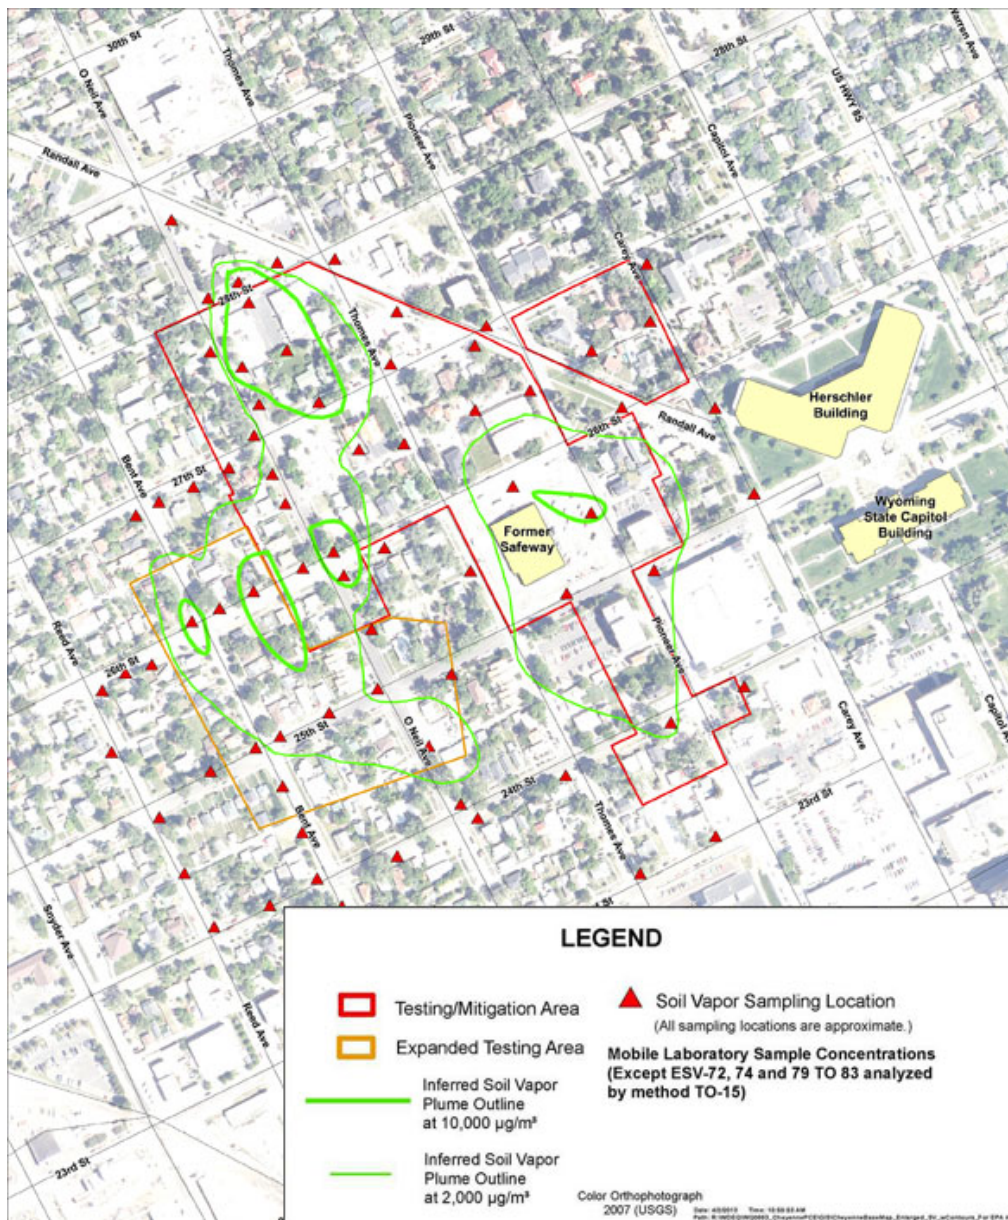 30th St
Thomes Ave
29th St
28th St
Warren Ave
O Neil Ave
US HWY 85
Pioneer Ave
Capitol Ave
Randall Ave
Carey Ave
28th St
Thomes Ave
Herschler
Building
26th St
Randall Ave
Bent Ave
27th St
Wyoming
State Capitol
Building
Former
Safeway
Reed Ave
Pioneer Ave
26th St
25th St
O Neil Ave
Carey Ave
24th St
23rd St
Bent Ave
Thomes Ave
Snyder Ave
Reed Ave
23rd St
LEGEND
Testing/Mitigation Area
Soil Vapor Sampling Location
(All sampling locations are approximate.)
Expanded Testing Area
Mobile Laboratory Sample Concentrations
(Except ESV-72, 74 and 79 TO 83 analyzed
by method TO-15)
Inferred Soil Vapor
Plume Outline
at 10,000 µg/m³
Inferred Soil Vapor
Plume Outline
at 2,000 µg/m³
Color Orthophotograph
2007 (USGS)